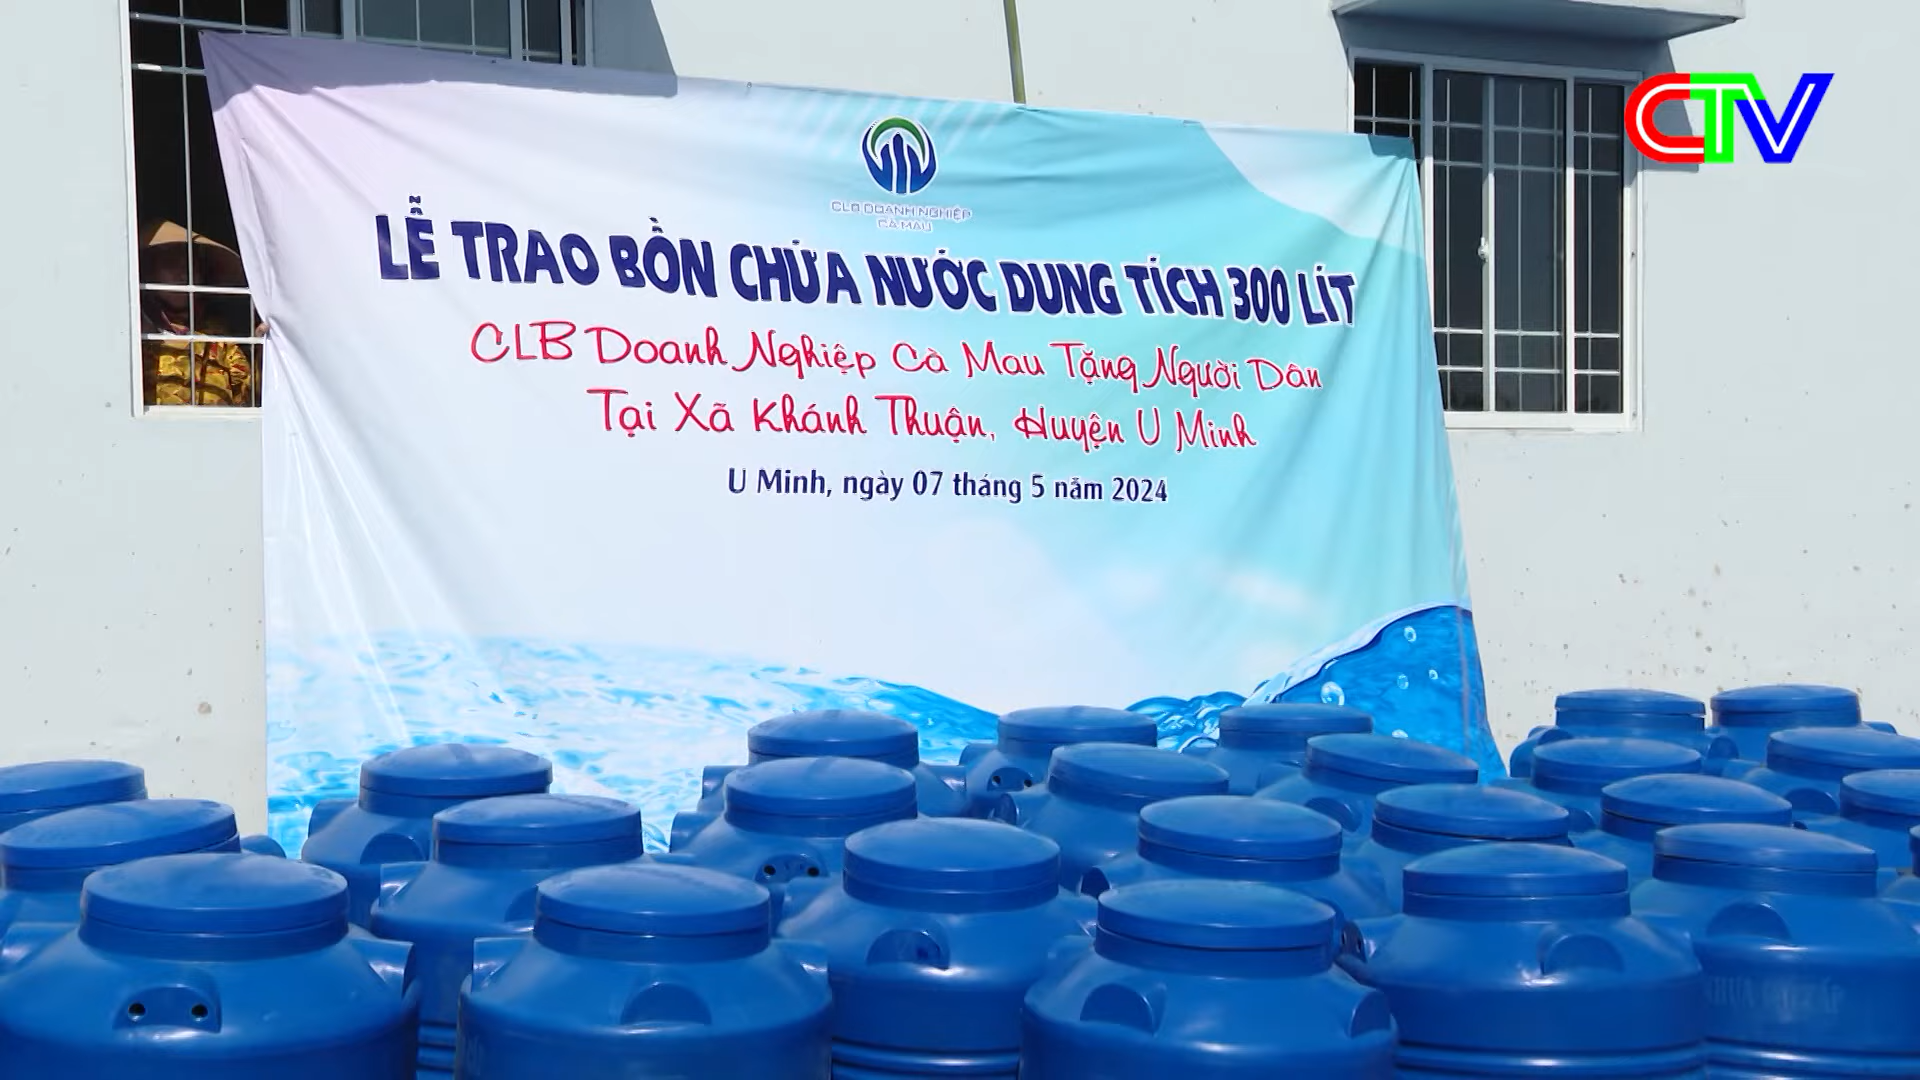 CTV
CLB DOANH NGHIỆP
CÀ MAU
LỄ TRAO BỒN CHỨA NƯỚC DUNG TÍCH 300 LÍT
CLB Doanh Nghiệp Cà Mau Tặng Người Dân
Tại Xã Khánh Thuận, Huyện U Minh
U Minh, ngày 07 tháng 5 năm 2024